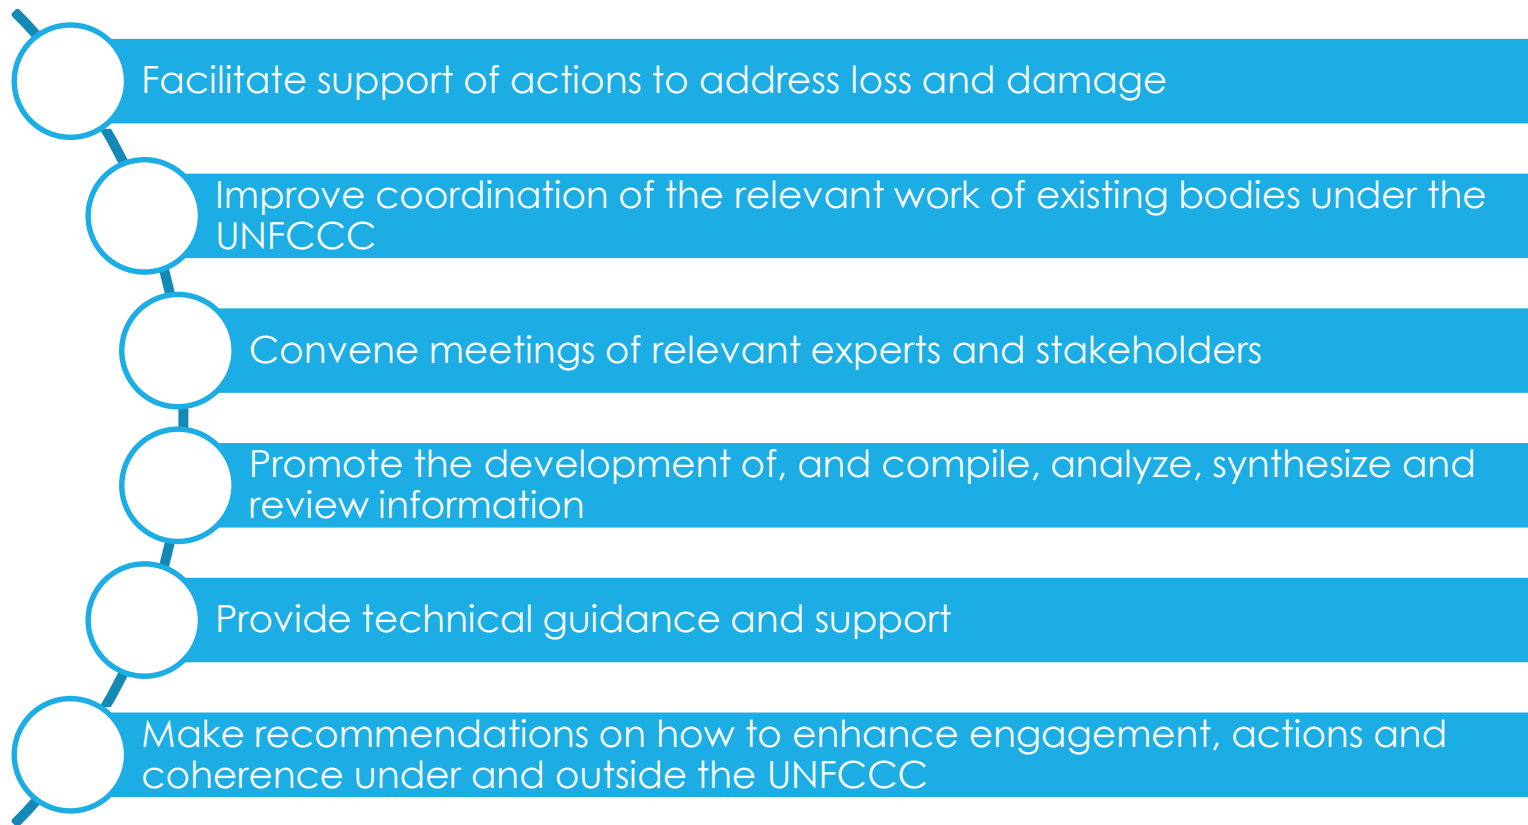 Facilitate support of actions to address loss and damage
Improve coordination of the relevant work of existing bodies under the
UNFCCC
Convene meetings of relevant experts and stakeholders
Promote the development of, and compile, analyze, synthesize and
review information
Provide technical guidance and support
Make recommendations on how to enhance engagement, actions and
coherence under and outside the UNFCCC